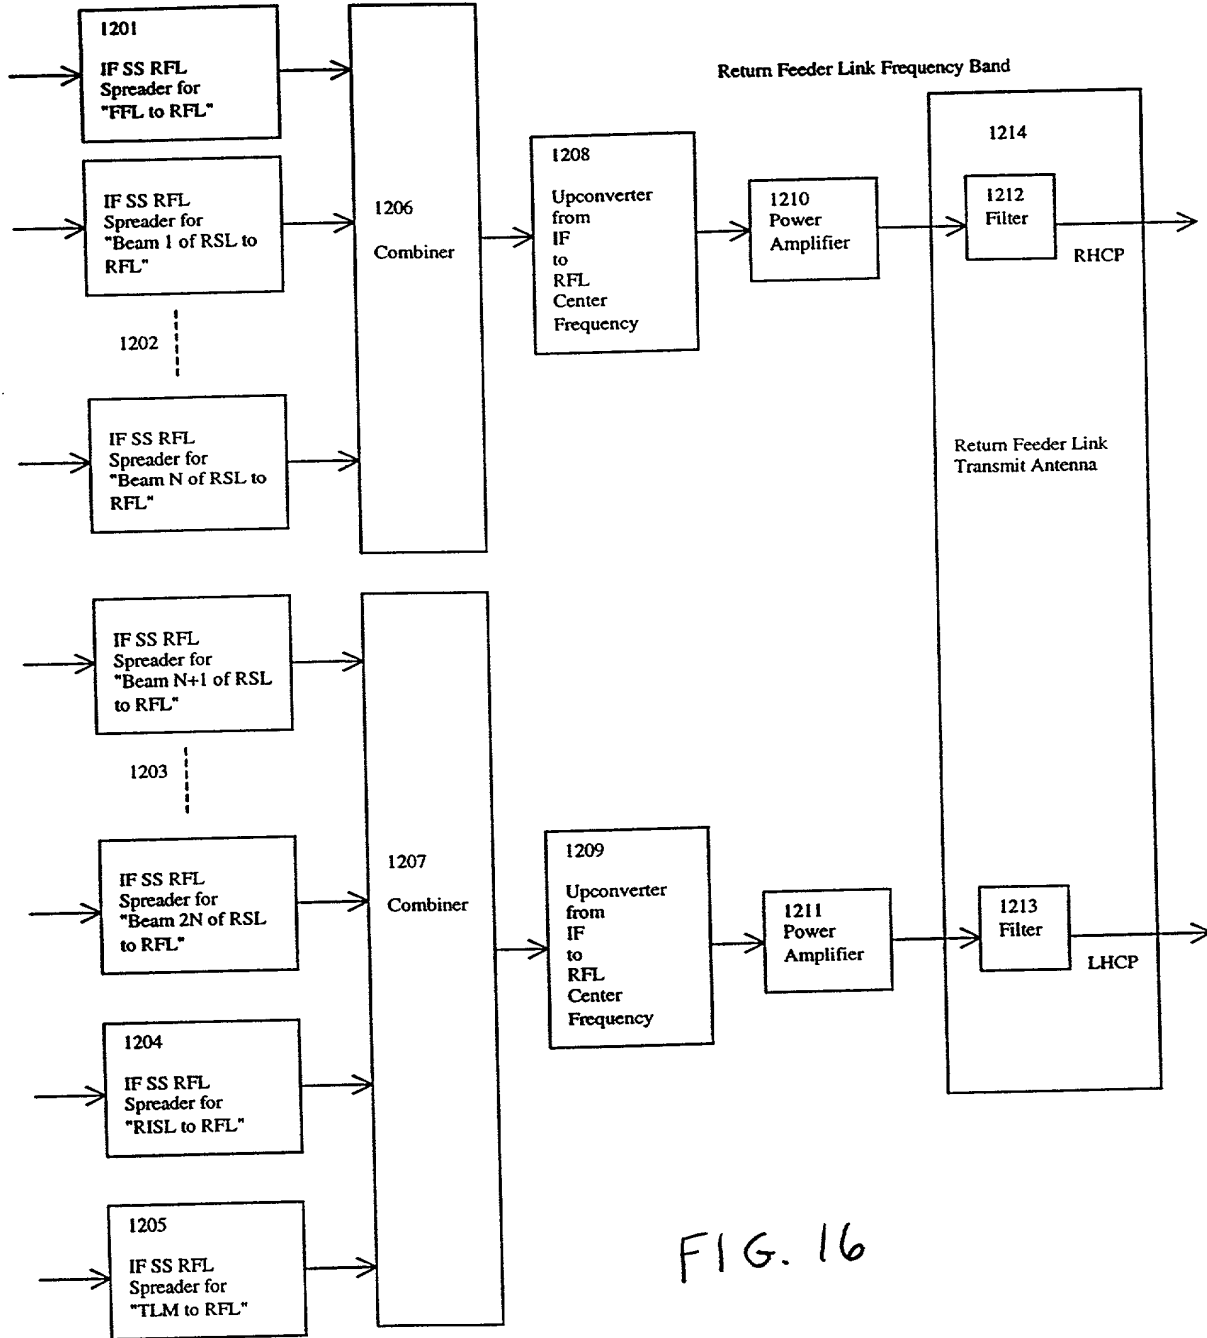 1201
IF SS RFL
Spreader for
"FFL to RFL"
IF SS RFL
Spreader for
"Beam 1 of RSL to
RFL"
1202
IF SS RFL
Spreader for
"Beam N of RSL to
RFL"
1206
Combiner
1208
Upconverter
from
IF
to
RFL
Center
Frequency
1210
Power
Amplifier
Return Feeder Link Frequency Band
1214
1212
Filter
RHCP
Return Feeder Link
Transmit Antenna
IF SS RFL
Spreader for
"Beam N+1 of RSL
to RFL"
1203
IF SS RFL
Spreader for
"Beam 2N of RSL
to RFL"
1204
IF SS RFL
Spreader for
"RISL to RFL"
1205
IF SS RFL
Spreader for
"TLM to RFL"
1207
Combiner
1209
Upconverter
from
IF
to
RFL
Center
Frequency
1211
Power
Amplifier
1213
Filter
LHCP
FIG. 16